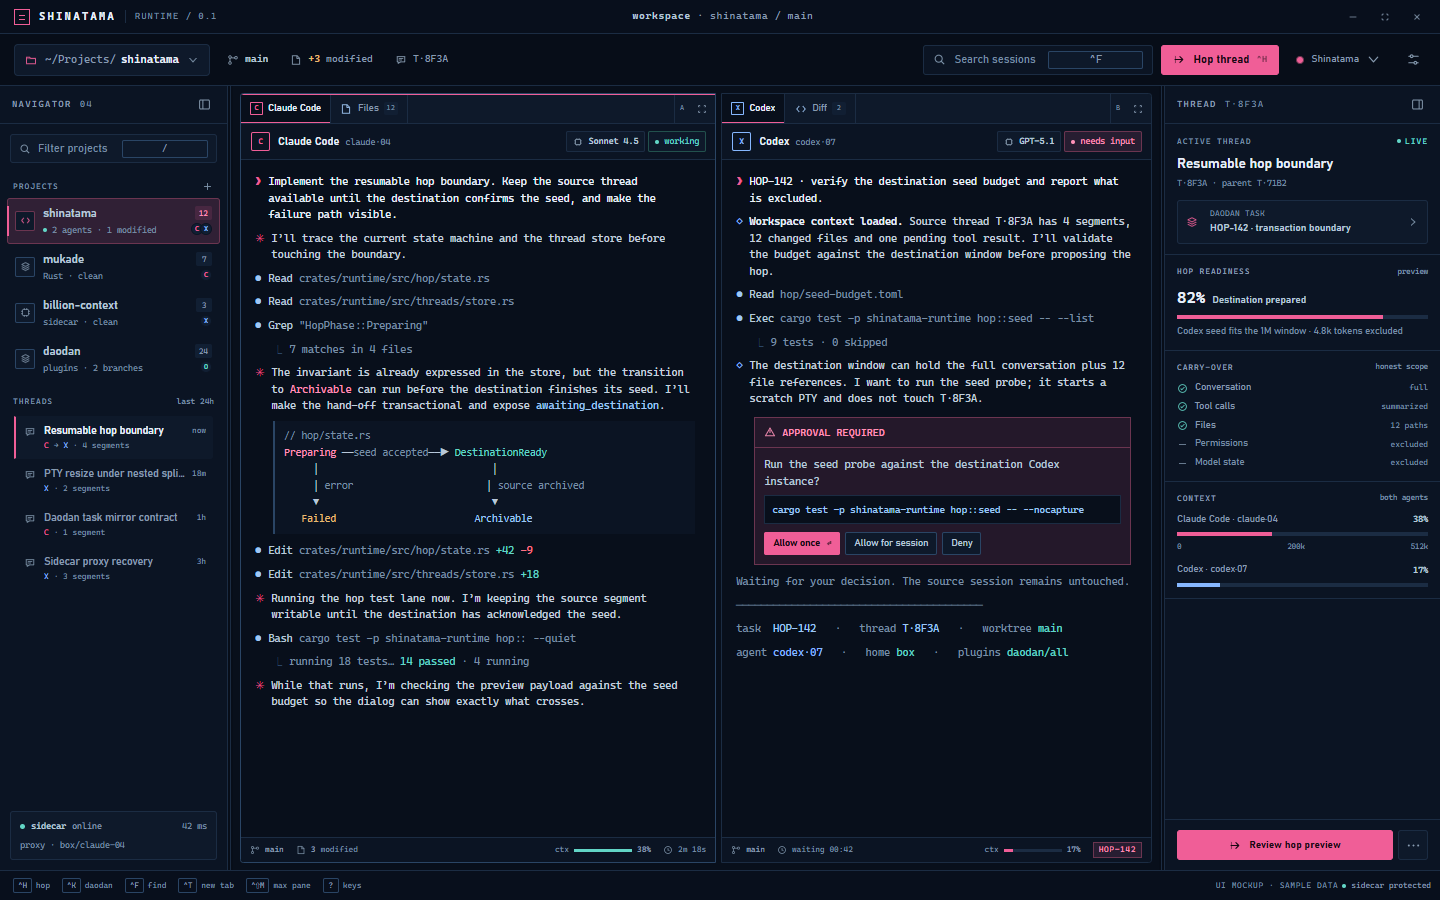 SHINATAMA RUNTIME / 0.1
workspace · shinatama / main
~/Projects/ shinatama
main
+3 modified
T·8F3A
Search sessions ^F
Hop thread ^H
Shinatama
NAVIGATOR 04
Filter projects /
PROJECTS
shinatama 12
2 agents · 1 modified C X
mukade 7
Rust · clean C
billion-context 3
sidecar · clean X
daodan 24
plugins · 2 branches O
THREADS last 24h
Resumable hop boundary now
C → X · 4 segments
PTY resize under nested spli… 18m
X · 2 segments
Daodan task mirror contract 1h
C · 1 segment
Sidecar proxy recovery 3h
X · 3 segments
sidecar online 42 ms
proxy · box/claude-04
C Claude Code
Files 12
A
C Claude Code claude·04
Sonnet 4.5
working
❯ Implement the resumable hop boundary. Keep the source thread
available until the destination confirms the seed, and make the
failure path visible.
✳ I’ll trace the current state machine and the thread store before
touching the boundary.
● Read crates/runtime/src/hop/state.rs
● Read crates/runtime/src/threads/store.rs
● Grep "HopPhase::Preparing"
⎿ 7 matches in 4 files
✳ The invariant is already expressed in the store, but the transition
to Archivable can run before the destination finishes its seed. I’ll
make the hand-off transactional and expose awaiting_destination.
// hop/state.rs
Preparing ──seed accepted──▶ DestinationReady
│ │
│ error │ source archived
▼ ▼
Failed Archivable
● Edit crates/runtime/src/hop/state.rs +42 −9
● Edit crates/runtime/src/threads/store.rs +18
✳ Running the hop test lane now. I’m keeping the source segment
writable until the destination has acknowledged the seed.
● Bash cargo test -p shinatama-runtime hop:: --quiet
⎿ running 18 tests… 14 passed · 4 running
✳ While that runs, I’m checking the preview payload against the seed
budget so the dialog can show exactly what crosses.
main
3 modified
ctx 38%
2m 18s
X Codex
Diff 2
B
X Codex codex·07
GPT-5.1
needs input
❯ HOP-142 · verify the destination seed budget and report what
is excluded.
◇ Workspace context loaded. Source thread T·8F3A has 4 segments,
12 changed files and one pending tool result. I’ll validate
the budget against the destination window before proposing the
hop.
● Read hop/seed-budget.toml
● Exec cargo test -p shinatama-runtime hop::seed -- --list
⎿ 9 tests · 0 skipped
◇ The destination window can hold the full conversation plus 12
file references. I want to run the seed probe; it starts a
scratch PTY and does not touch T·8F3A.
APPROVAL REQUIRED
Run the seed probe against the destination Codex
instance?
cargo test -p shinatama-runtime hop::seed -- --nocapture
Allow once
Allow for session
Deny
Waiting for your decision. The source session remains untouched.
task HOP-142 · thread T·8F3A · worktree main
agent codex·07 · home box · plugins daodan/all
main
waiting 00:42
ctx 17%
HOP-142
THREAD T·8F3A
ACTIVE THREAD LIVE
Resumable hop boundary
T·8F3A · parent T·71B2
DAODAN TASK
HOP-142 · transaction boundary
HOP READINESS preview
82% Destination prepared
Codex seed fits the 1M window · 4.8k tokens excluded
CARRY-OVER honest scope
Conversation full
Tool calls summarized
Files 12 paths
Permissions excluded
Model state excluded
CONTEXT both agents
Claude Code · claude·04 38%
0 200k 512k
Codex · codex·07 17%
Review hop preview
^H hop
^K daodan
^F find
^T new tab
^⇧M max pane
? keys
UI MOCKUP · SAMPLE DATA
sidecar protected